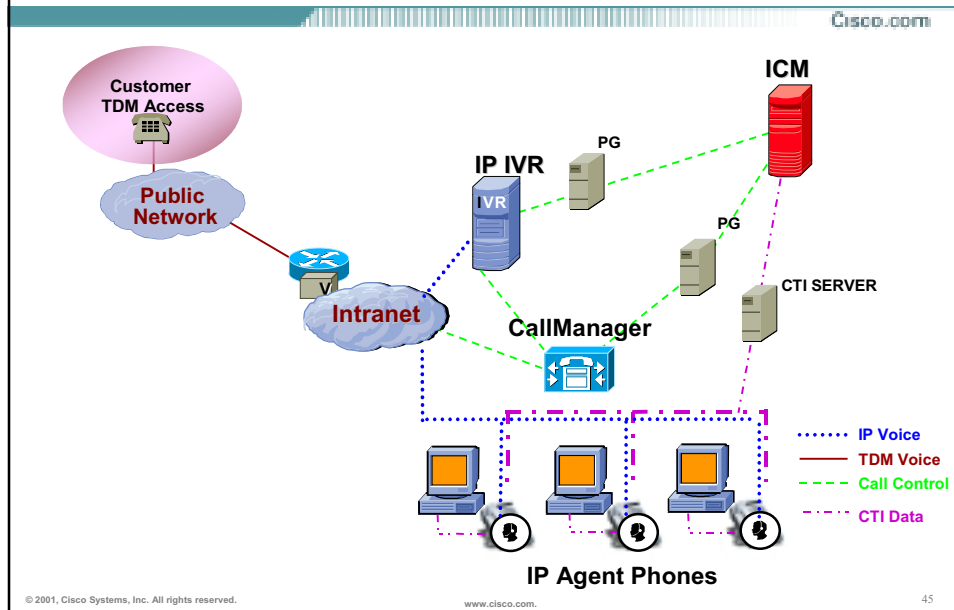 Cisco.com
Customer
TDM Access
Public
Network
V
Intranet
IP IVR
IVR
PG
ICM
PG
CTI SERVER
CallManager
IP Voice
TDM Voice
Call Control
CTI Data
IP Agent Phones
© 2001, Cisco Systems, Inc. All rights reserved.
www.cisco.com.
45